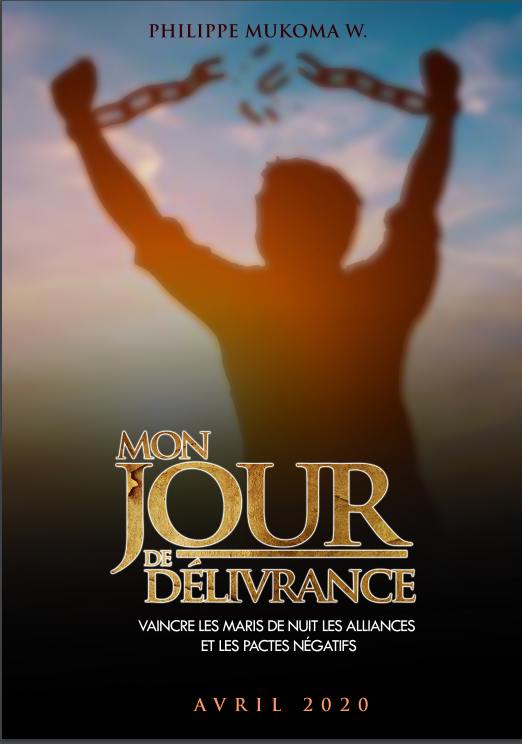 PHILIPPE MUKOMA W.
MON
JOUR
DE
DÉLIVRANCE
VAINCRE LES MARIS DE NUIT LES ALLIANCES
ET LES PACTES NÉGATIFS
AVRIL 2020